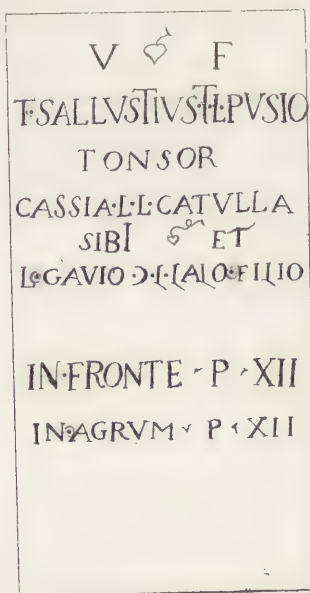 V ❦ F
T·SALLVSTIVS·T·L·PVSIO
TONSOR
CASSIA·L·L·CATVLLA
SIBI ❦ ET
L·GAVIO Ɔ·L·LALO·FILIO
IN·FRONTE · P · XII
IN·AGRVM · P · XII